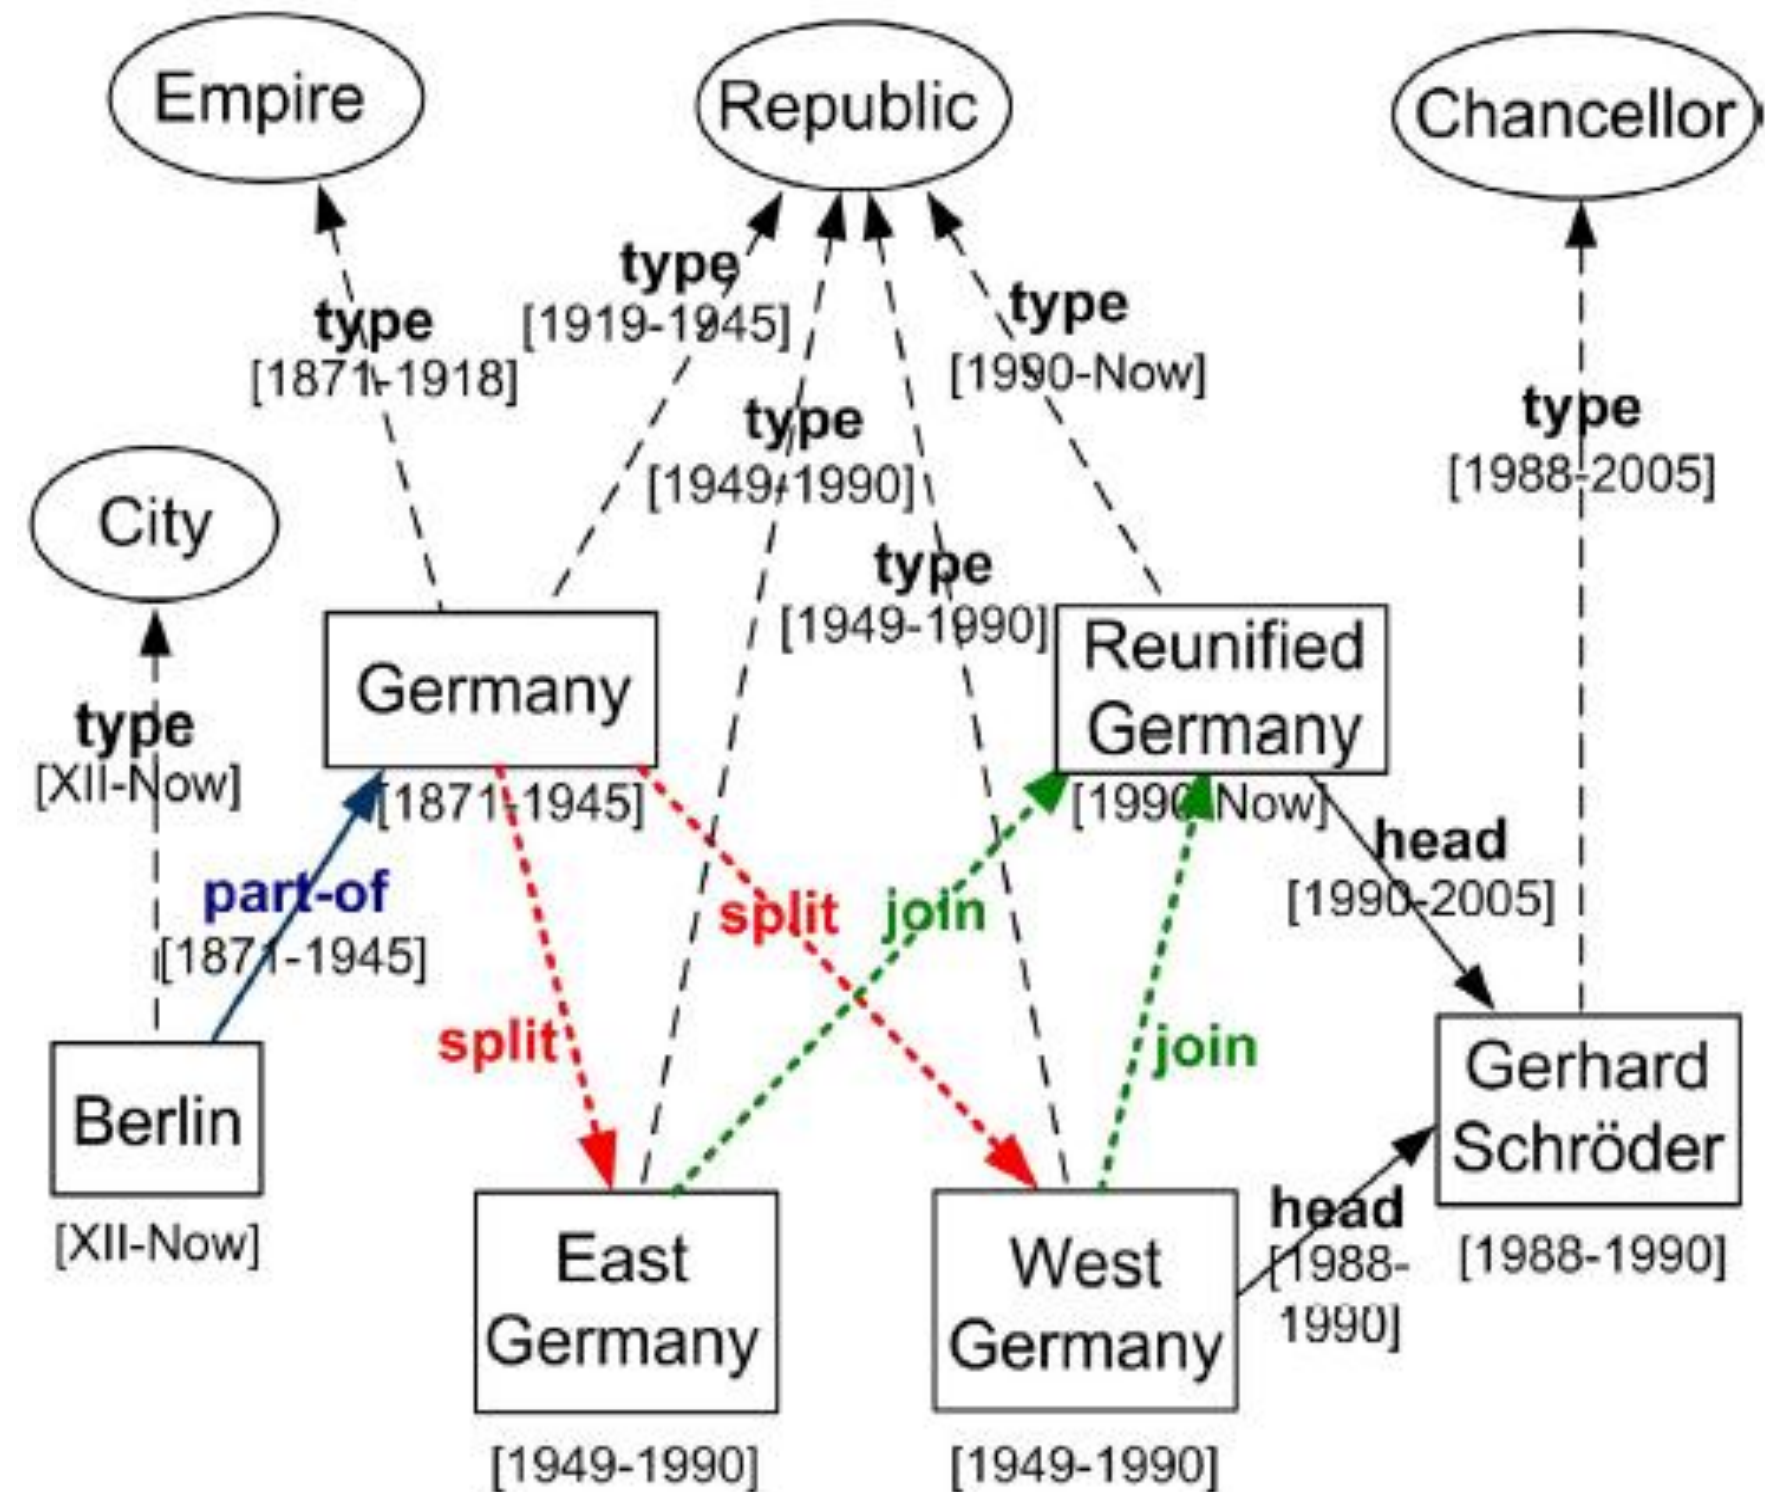 Empire
Republic
Chancellor
type
[1919-1945]
type
[1990-Now]
type
[1871-1918]
type
[1949-1990]
type
[1988-2005]
City
type
[1949-1990]
Germany
[1871-1945]
Reunified
Germany
[1990-Now]
type
[XII-Now]
part-of
[1871-1945]
split
join
head
[1990-2005]
split
join
Berlin
[XII-Now]
Gerhard
Schröder
[1988-1990]
head
[1988-
1990]
East
Germany
[1949-1990]
West
Germany
[1949-1990]